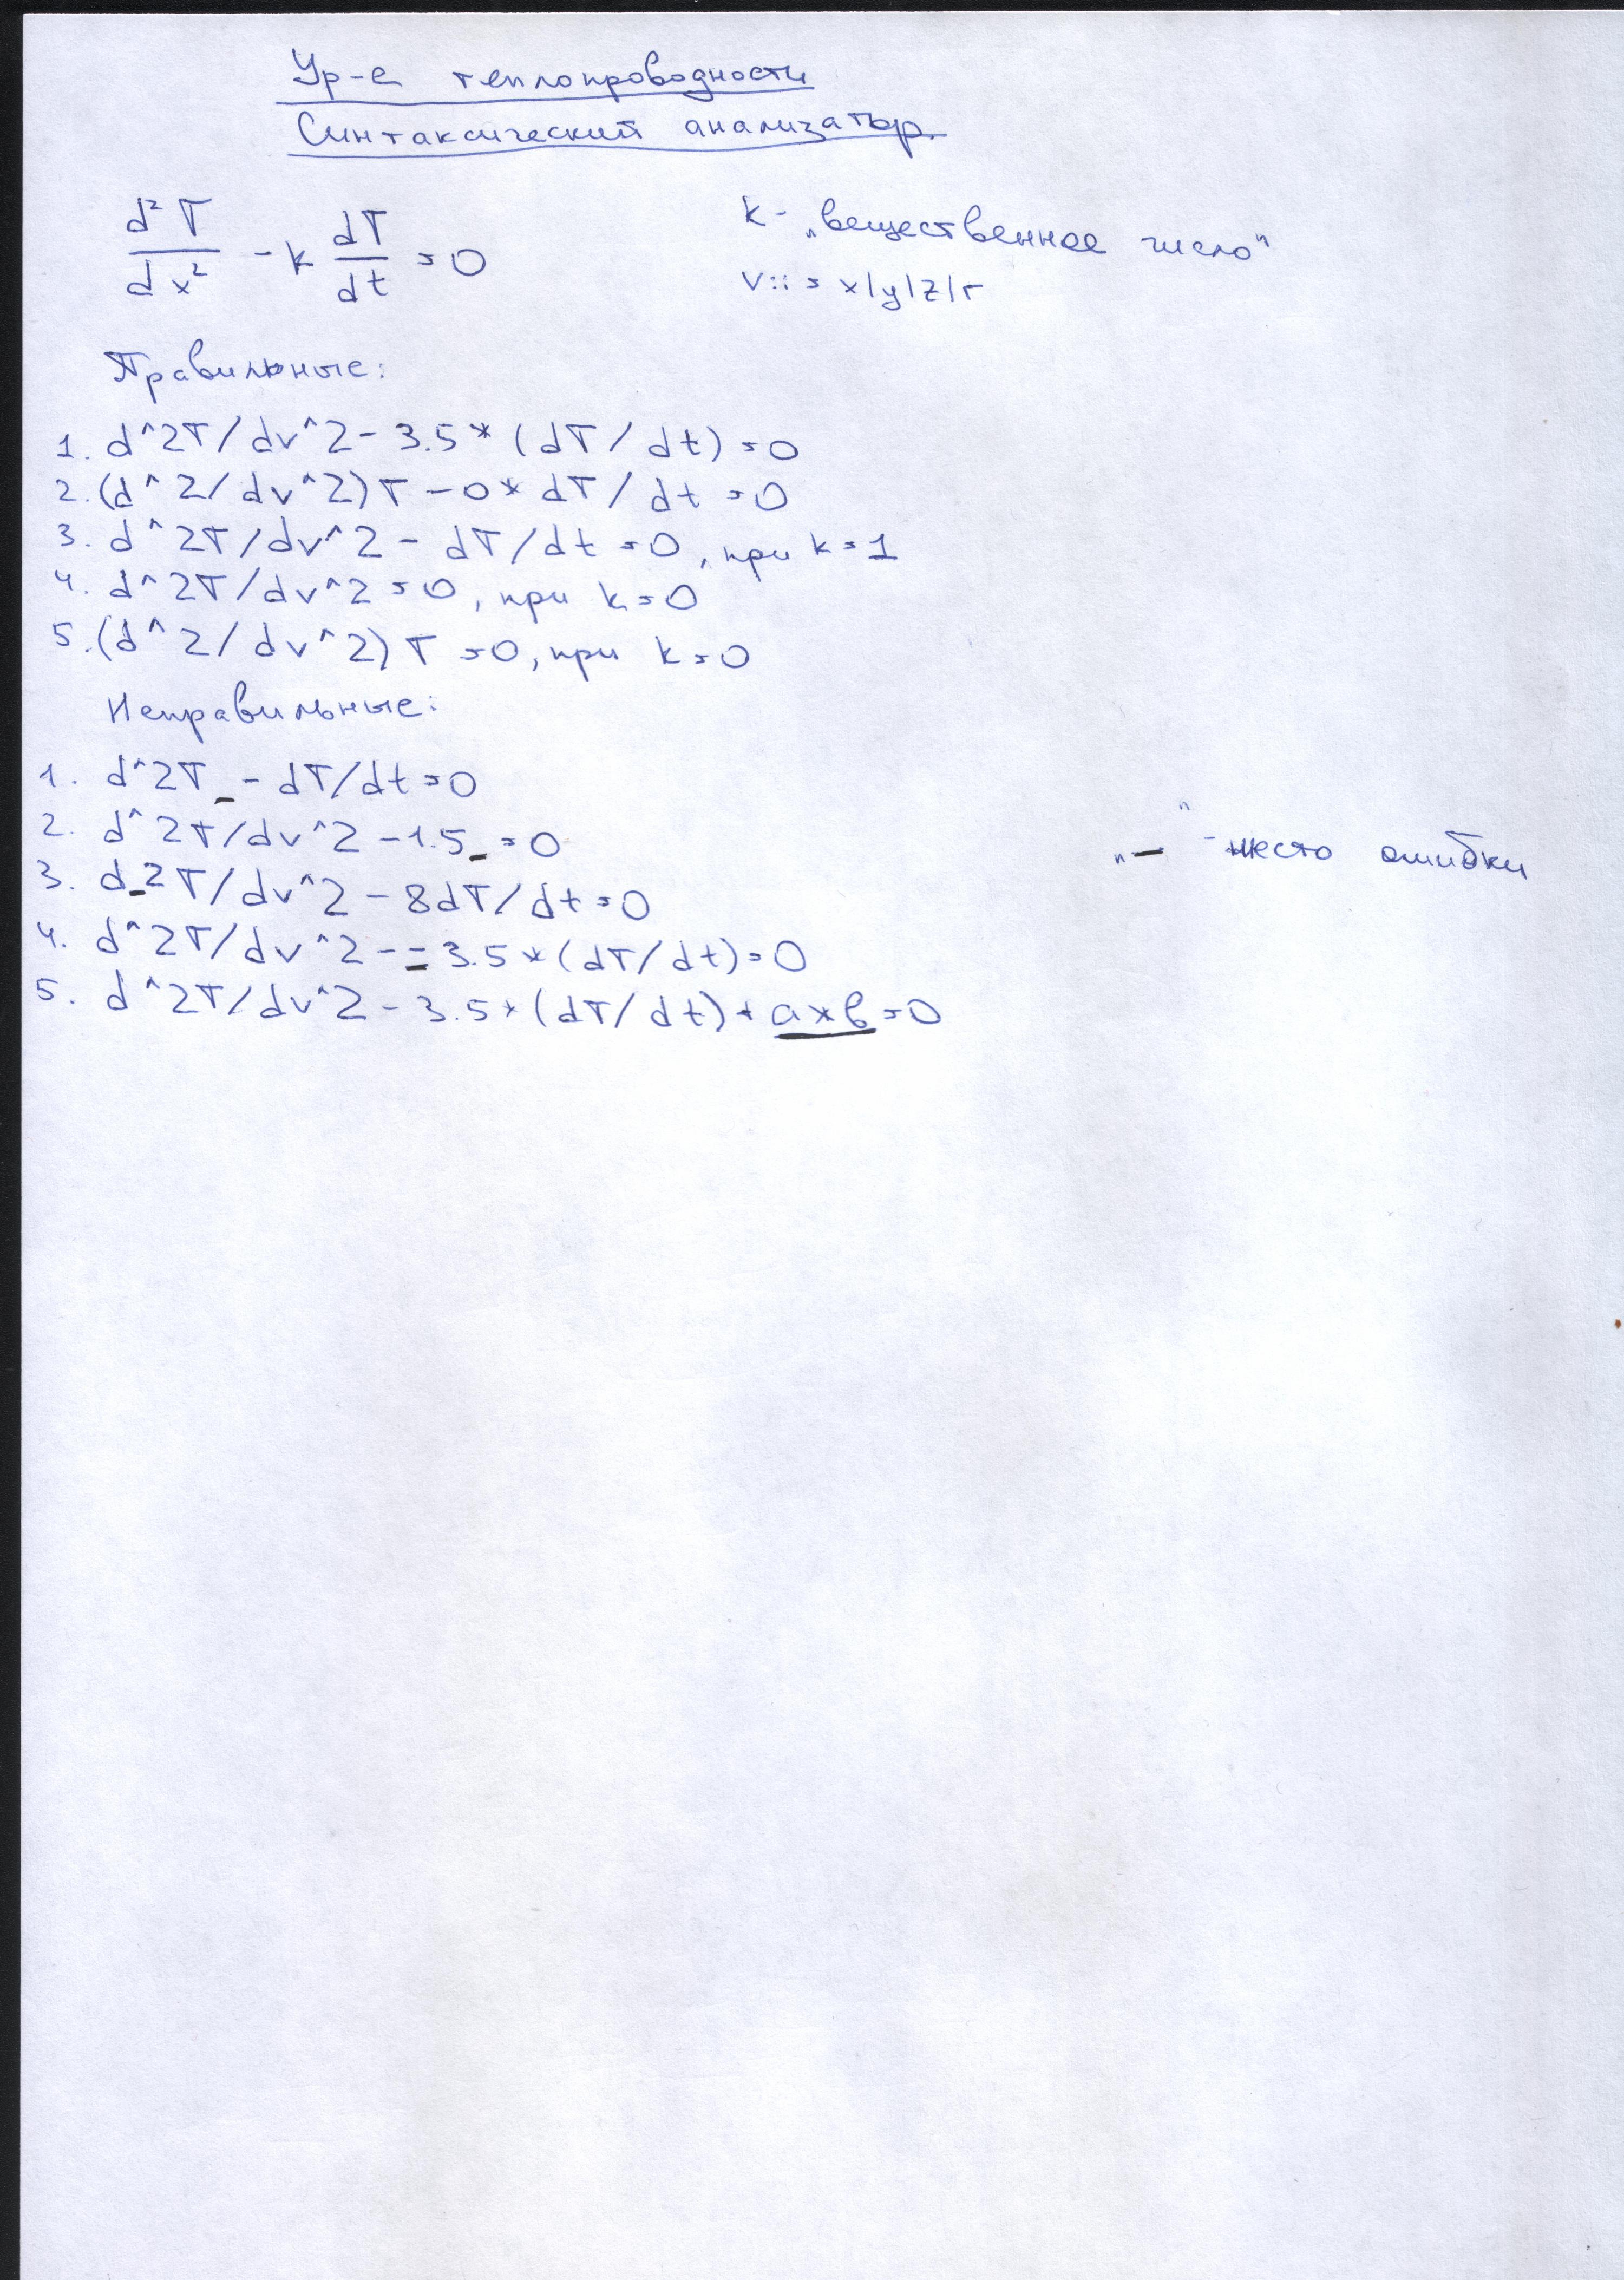 Ур-е теплопроводности
Синтаксический анализатор.
d²T/dx² - k dT/dt = 0
k - „вещественное число"
v::= x|y|z|r
Правильные:
1. d^2T/dv^2 - 3.5*(dT/dt)=0
2. (d^2/dv^2)T - 0*dT/dt=0
3. d^2T/dv^2 - dT/dt=0, при k=1
4. d^2T/dv^2=0, при k=0
5. (d^2/dv^2)T=0, при k=0
Неправильные:
1. d^2T_ - dT/dt=0
2. d^2T/dv^2 - 1.5_=0
„_" - место ошибки
3. d_2T/dv^2 - 8dT/dt=0
4. d^2T/dv^2 - - 3.5*(dT/dt)=0
5. d^2T/dv^2 - 3.5*(dT/dt)+a*b=0